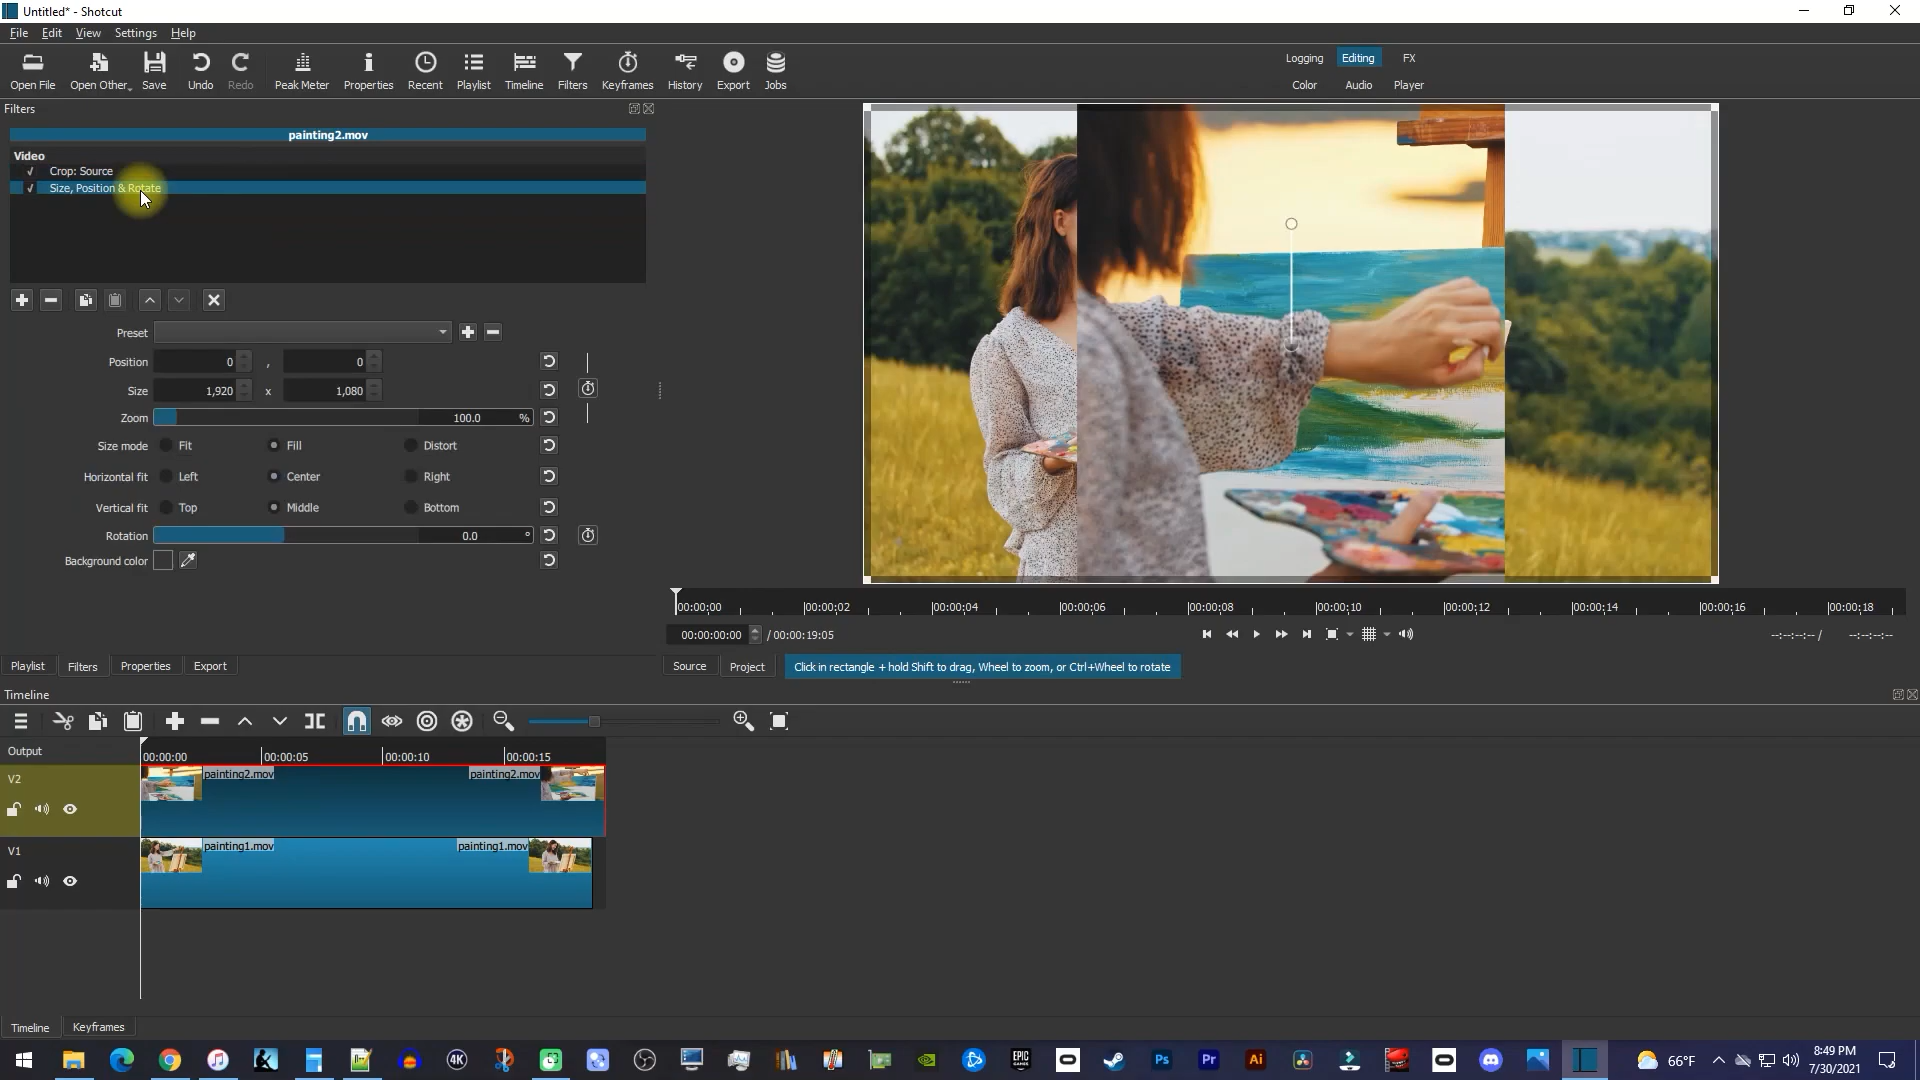 Untitled* - Shotcut
File Edit View Settings Help
Open File Open Other Save Undo Redo Peak Meter Properties Recent Playlist Timeline Filters Keyframes History Export Jobs
Logging Editing FX
Color Audio Player
Filters
painting2.mov
Video
Crop: Source
Size, Position & Rotate
Preset
Position 0 , 0
Size 1,920 x 1,080
Zoom 100.0 %
Size mode Fit Fill Distort
Horizontal fit Left Center Right
Vertical fit Top Middle Bottom
Rotation 0.0 °
Background color
00:00:00 00:00:02 00:00:04 00:00:06 00:00:08 00:00:10 00:00:12 00:00:14 00:00:16 00:00:18
00:00:00:00 / 00:00:19:05 --:--:--:-- / --:--:--:--
Playlist Filters Properties Export
Source Project Click in rectangle + hold Shift to drag, Wheel to zoom, or Ctrl+Wheel to rotate
Timeline
Output
00:00:00 00:00:05 00:00:10 00:00:15
V2
painting2.mov painting2.mov
V1
painting1.mov painting1.mov
Timeline Keyframes
4K
EPIC GAMES
Ps
Pr
Ai
66°F
8:49 PM
7/30/2021